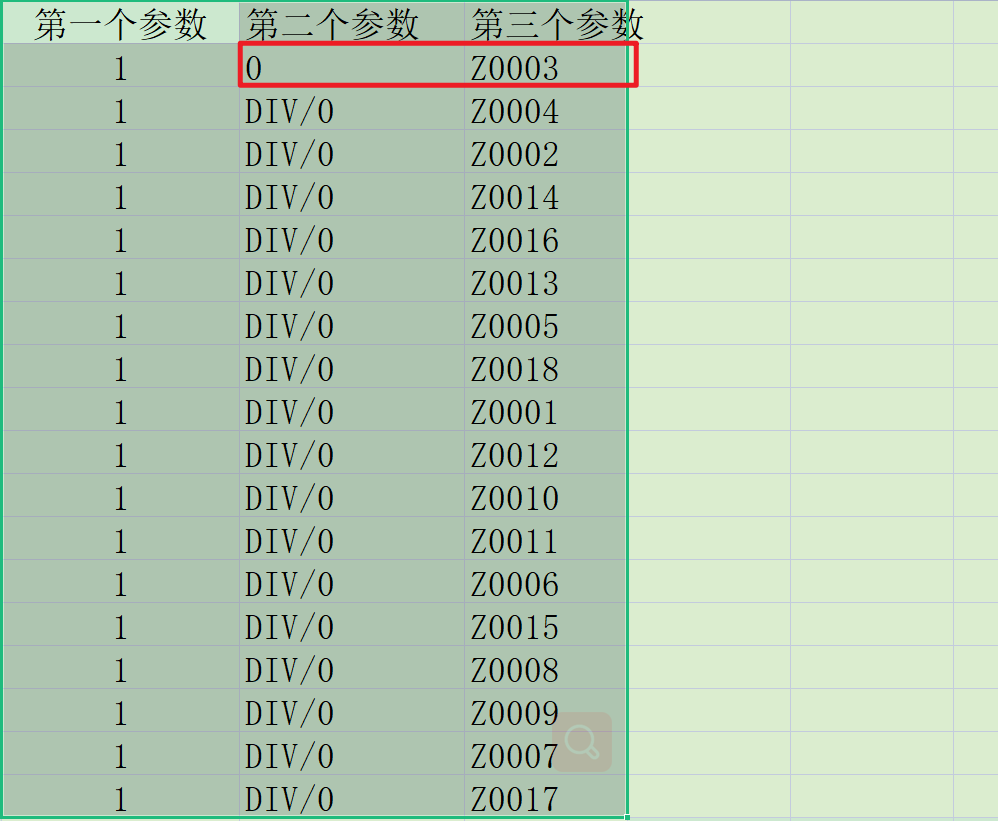 第一个参数 第二个参数 第三个参数
1 0 Z0003
1 DIV/0 Z0004
1 DIV/0 Z0002
1 DIV/0 Z0014
1 DIV/0 Z0016
1 DIV/0 Z0013
1 DIV/0 Z0005
1 DIV/0 Z0018
1 DIV/0 Z0001
1 DIV/0 Z0012
1 DIV/0 Z0010
1 DIV/0 Z0011
1 DIV/0 Z0006
1 DIV/0 Z0015
1 DIV/0 Z0008
1 DIV/0 Z0009
1 DIV/0 Z0007
1 DIV/0 Z0017